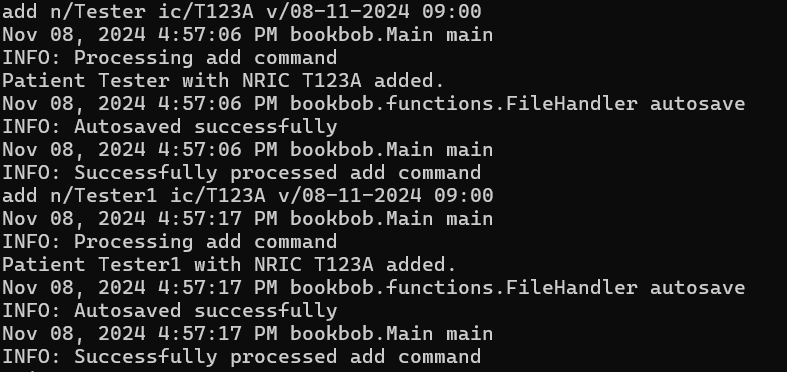 add n/Tester ic/T123A v/08-11-2024 09:00
Nov 08, 2024 4:57:06 PM bookbob.Main main
INFO: Processing add command
Patient Tester with NRIC T123A added.
Nov 08, 2024 4:57:06 PM bookbob.functions.FileHandler autosave
INFO: Autosaved successfully
Nov 08, 2024 4:57:06 PM bookbob.Main main
INFO: Successfully processed add command
add n/Tester1 ic/T123A v/08-11-2024 09:00
Nov 08, 2024 4:57:17 PM bookbob.Main main
INFO: Processing add command
Patient Tester1 with NRIC T123A added.
Nov 08, 2024 4:57:17 PM bookbob.functions.FileHandler autosave
INFO: Autosaved successfully
Nov 08, 2024 4:57:17 PM bookbob.Main main
INFO: Successfully processed add command